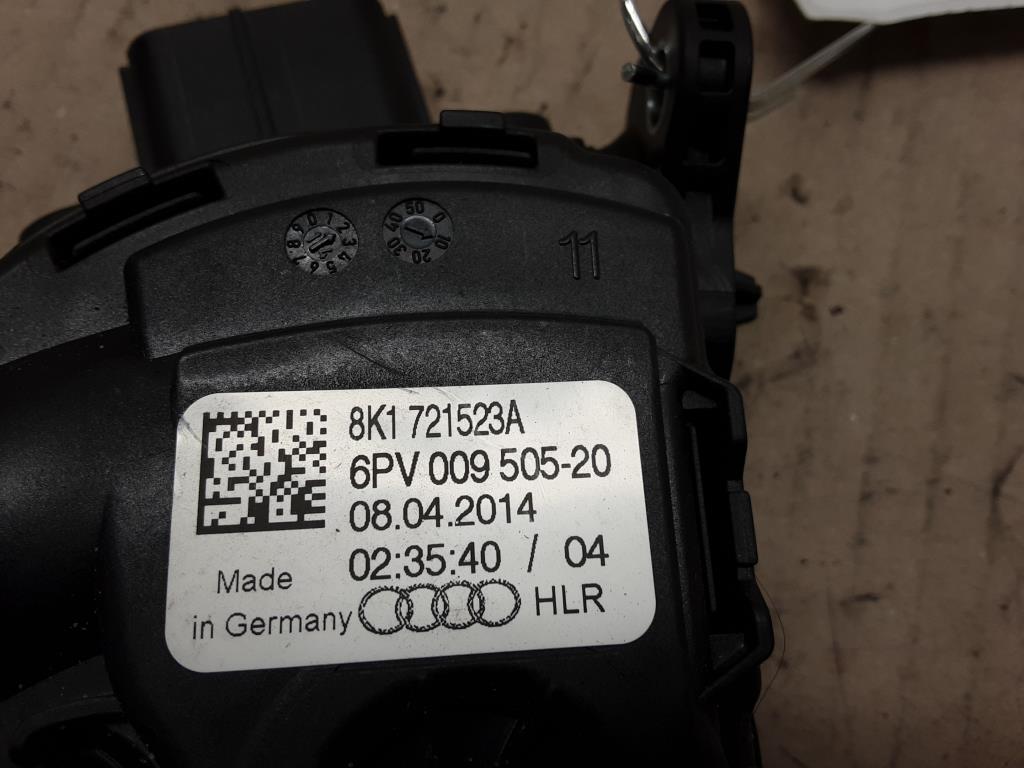 11
8K1 721523A
6PV 009 505-20
08.04.2014
02:35:40 / 04
Made
in Germany
HLR